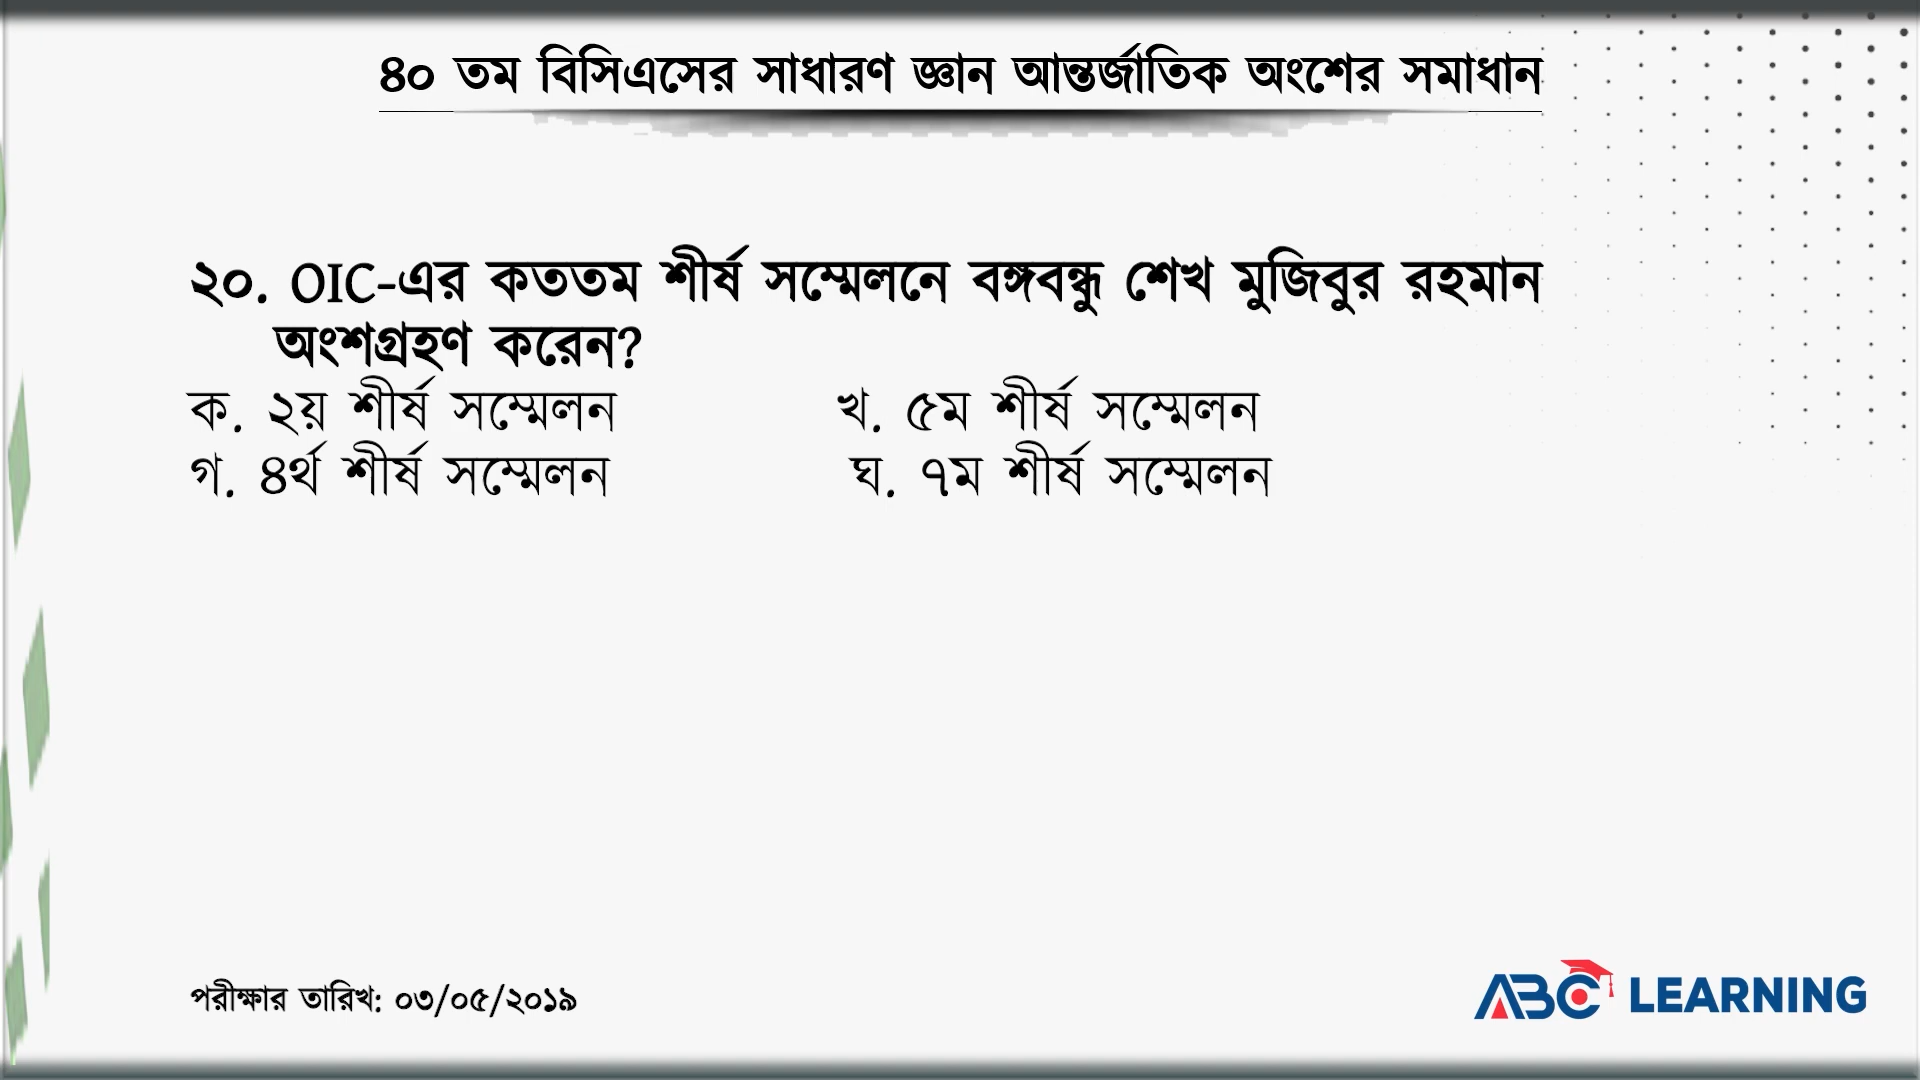 ৪০ তম বিসিএসের সাধারণ জ্ঞান আন্তর্জাতিক অংশের সমাধান
২০. OIC-এর কততম শীর্ষ সম্মেলনে বঙ্গবন্ধু শেখ মুজিবুর রহমান
অংশগ্রহণ করেন?
ক. ২য় শীর্ষ সম্মেলন খ. ৫ম শীর্ষ সম্মেলন
গ. ৪র্থ শীর্ষ সম্মেলন ঘ. ৭ম শীর্ষ সম্মেলন
পরীক্ষার তারিখ: ০৩/০৫/২০১৯
ABC LEARNING